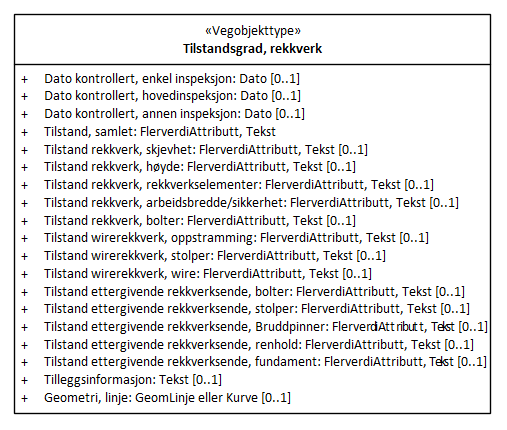 «Vegobjekttype»
Tilstandsgrad, rekkverk
+ Dato kontrollert, enkel inspeksjon: Dato [0..1]
+ Dato kontrollert, hovedinspeksjon: Dato [0..1]
+ Dato kontrollert, annen inspeksjon: Dato [0..1]
+ Tilstand, samlet: FlerverdiAttributt, Tekst
+ Tilstand rekkverk, skjevhet: FlerverdiAttributt, Tekst [0..1]
+ Tilstand rekkverk, høyde: FlerverdiAttributt, Tekst [0..1]
+ Tilstand rekkverk, rekkverkselementer: FlerverdiAttributt, Tekst [0..1]
+ Tilstand rekkverk, arbeidsbredde/sikkerhet: FlerverdiAttributt, Tekst [0..1]
+ Tilstand rekkverk, bolter: FlerverdiAttributt, Tekst [0..1]
+ Tilstand wirerekkverk, oppstramming: FlerverdiAttributt, Tekst [0..1]
+ Tilstand wirerekkverk, stolper: FlerverdiAttributt, Tekst [0..1]
+ Tilstand wirerekkverk, wire: FlerverdiAttributt, Tekst [0..1]
+ Tilstand ettergivende rekkverksende, bolter: FlerverdiAttributt, Tekst [0..1]
+ Tilstand ettergivende rekkverksende, stolper: FlerverdiAttributt, Tekst [0..1]
+ Tilstand ettergivende rekkverksende, Bruddpinner: FlerverdiAttributt, Tekst [0..1]
+ Tilstand ettergivende rekkverksende, renhold: FlerverdiAttributt, Tekst [0..1]
+ Tilstand ettergivende rekkverksende, fundament: FlerverdiAttributt, Tekst [0..1]
+ Tilleggsinformasjon: Tekst [0..1]
+ Geometri, linje: GeomLinje eller Kurve [0..1]